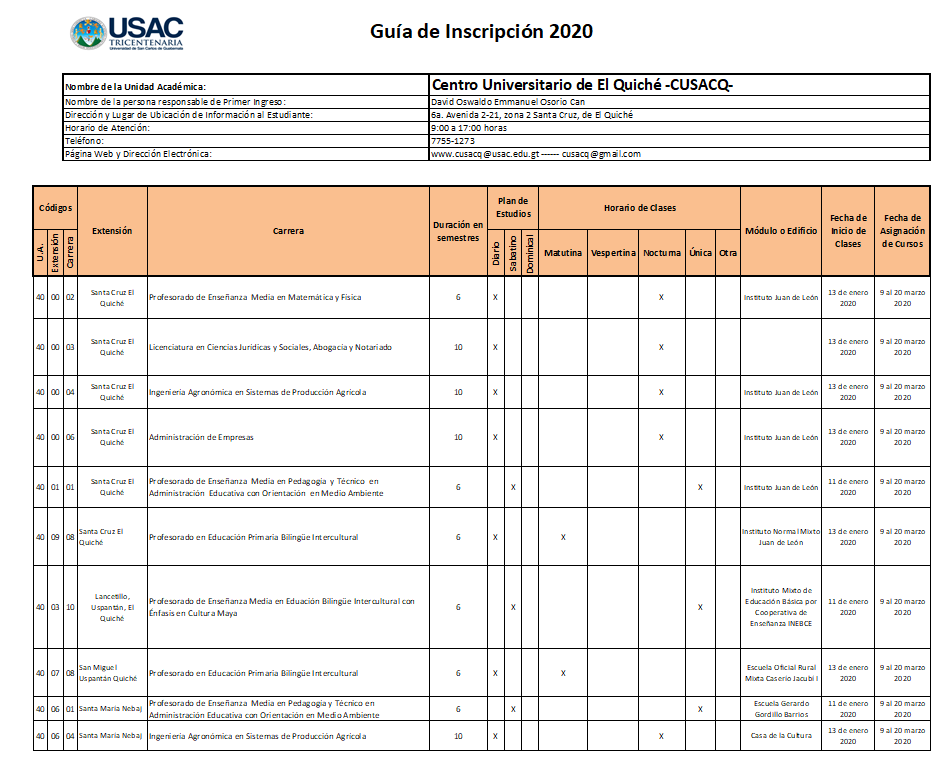 USAC
TRICENTENARIA
Universidad de San Carlos de Guatemala
Guía de Inscripción 2020
Nombre de la Unidad Académica: Centro Universitario de El Quiché -CUSACQ-
Nombre de la persona responsable de Primer Ingreso: David Oswaldo Emmanuel Osorio Can
Dirección y Lugar de Ubicación de Información al Estudiante: 6a. Avenida 2-21, zona 2 Santa Cruz, de El Quiché
Horario de Atención: 9:00 a 17:00 horas
Teléfono: 7755-1273
Página Web y Dirección Electrónica: www.cusacq@usac.edu.gt ------ cusacq@gmail.com
Códigos Extensión Carrera Duración en semestres Plan de Estudios Horario de Clases Módulo o Edificio Fecha de Inicio de Clases Fecha de Asignación de Cursos
U.A. Extensión Carrera Diario Sabatino Dominical Matutina Vespertina Nocturna Única Otra
40 00 02 Santa Cruz El Quiché Profesorado de Enseñanza Media en Matemática y Física 6 X X Instituto Juan de León 13 de enero 2020 9 al 20 marzo 2020
40 00 03 Santa Cruz El Quiché Licenciatura en Ciencias Jurídicas y Sociales, Abogacía y Notariado 10 X X 13 de enero 2020 9 al 20 marzo 2020
40 00 04 Santa Cruz El Quiché Ingeniería Agronómica en Sistemas de Producción Agrícola 10 X X Instituto Juan de León 13 de enero 2020 9 al 20 marzo 2020
40 00 06 Santa Cruz El Quiché Administración de Empresas 10 X X Instituto Juan de León 13 de enero 2020 9 al 20 marzo 2020
40 01 01 Santa Cruz El Quiché Profesorado de Enseñanza Media en Pedagogía y Técnico en Administración Educativa con Orientación en Medio Ambiente 6 X X Instituto Juan de León 11 de enero 2020 9 al 20 marzo 2020
40 09 08 Santa Cruz El Quiché Profesorado en Educación Primaria Bilingüe Intercultural 6 X X Instituto Normal Mixto Juan de León 13 de enero 2020 9 al 20 marzo 2020
40 03 10 Lancetillo, Uspantán, El Quiché Profesorado de Enseñanza Media en Eduación Bilingüe Intercultural con Énfasis en Cultura Maya 6 X X Instituto Mixto de Educación Básica por Cooperativa de Enseñanza INEBCE 11 de enero 2020 9 al 20 marzo 2020
40 07 08 San Miguel Uspantán Quiché Profesorado en Educación Primaria Bilingüe Intercultural 6 X X Escuela Oficial Rural Mixta Caserío Jacubí I 13 de enero 2020 9 al 20 marzo 2020
40 06 01 Santa María Nebaj Profesorado de Enseñanza Media en Pedagogía y Técnico en Administración Educativa con Orientación en Medio Ambiente 6 X X Escuela Gerardo Gordillo Barrios 11 de enero 2020 9 al 20 marzo 2020
40 06 04 Santa María Nebaj Ingeniería Agronómica en Sistemas de Producción Agrícola 10 X X Casa de la Cultura 13 de enero 2020 9 al 20 marzo 2020